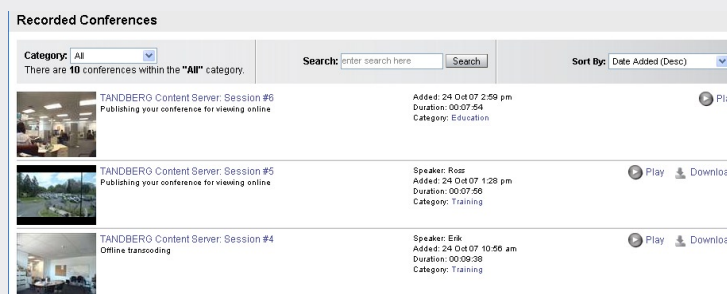 Recorded Conferences
Category: All
There are 10 conferences within the "All" category.
Search: enter search here Search
Sort By: Date Added (Desc)
TANDBERG Content Server: Session #6
Publishing your conference for viewing online
Added: 24 Oct 07 2:59 pm
Duration: 00:07:54
Category: Education
Pla
TANDBERG Content Server: Session #5
Publishing your conference for viewing online
Speaker: Ross
Added: 24 Oct 07 1:28 pm
Duration: 00:07:56
Category: Training
Play Downloa
TANDBERG Content Server: Session #4
Offline transcoding
Speaker: Erik
Added: 24 Oct 07 10:56 am
Duration: 00:09:38
Category: Training
Play Downloa